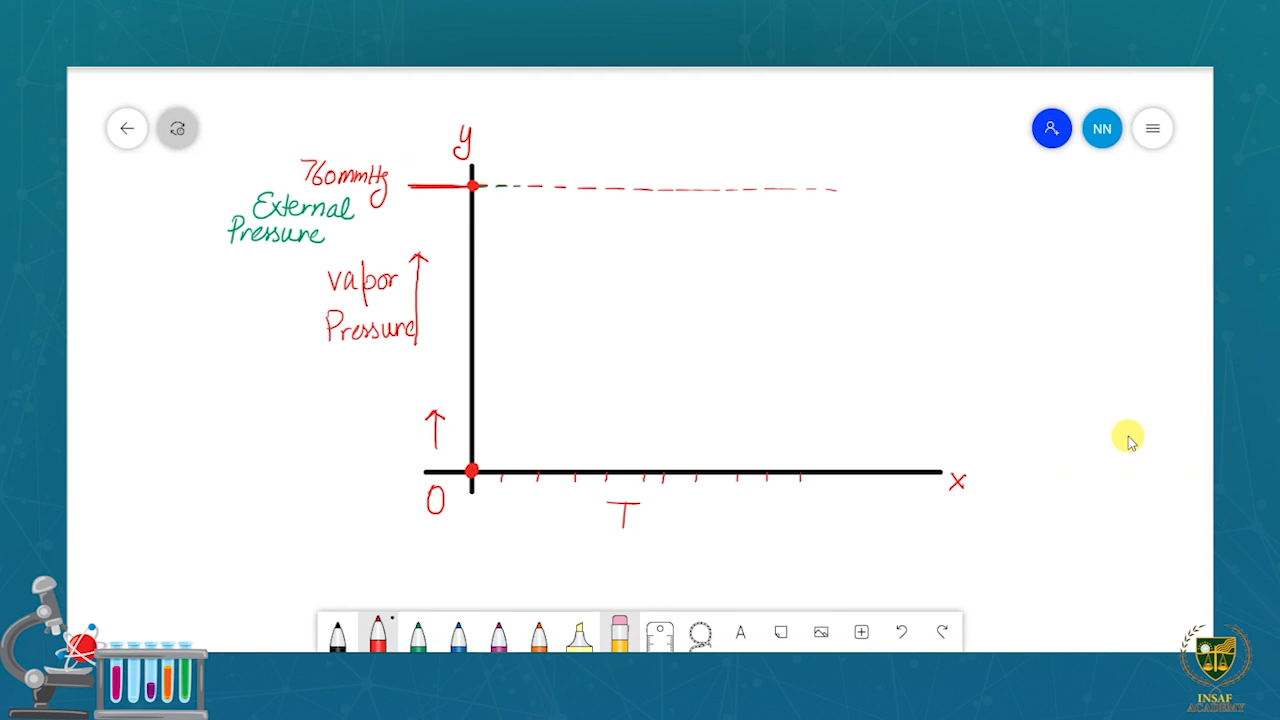 y
760mmHg
External
Pressure
vapor
Pressure
0
T
x
NN
A
INSAF
ACADEMY